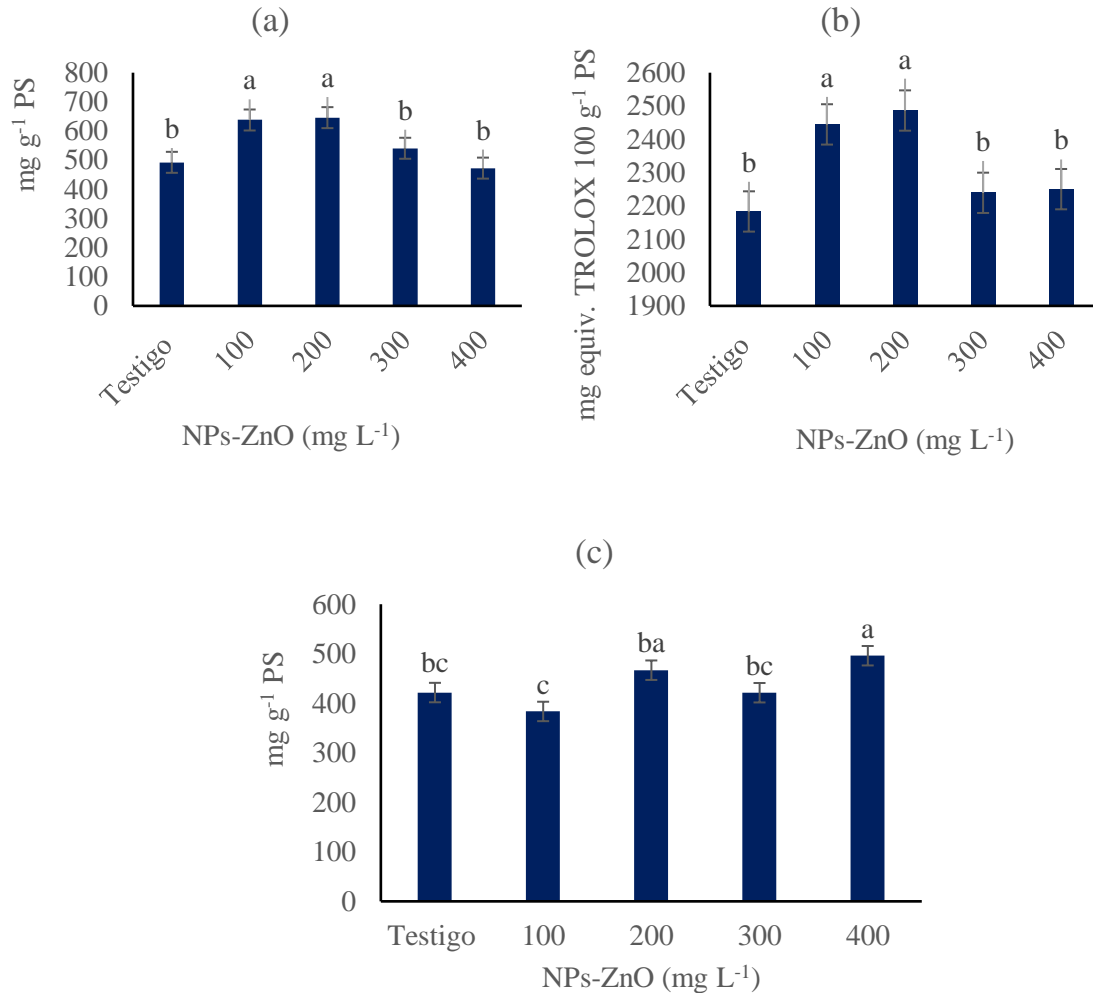 (a)
mg g⁻¹ PS
800
700
600
500
400
300
200
100
0
b
a
a
b
b
Testigo
100
200
300
400
NPs-ZnO (mg L⁻¹)
(b)
mg equiv. TROLOX 100 g⁻¹ PS
2600
2500
2400
2300
2200
2100
2000
1900
b
a
a
b
b
Testigo
100
200
300
400
NPs-ZnO (mg L⁻¹)
(c)
mg g⁻¹ PS
600
500
400
300
200
100
0
bc
c
ba
bc
a
Testigo 100 200 300 400
NPs-ZnO (mg L⁻¹)